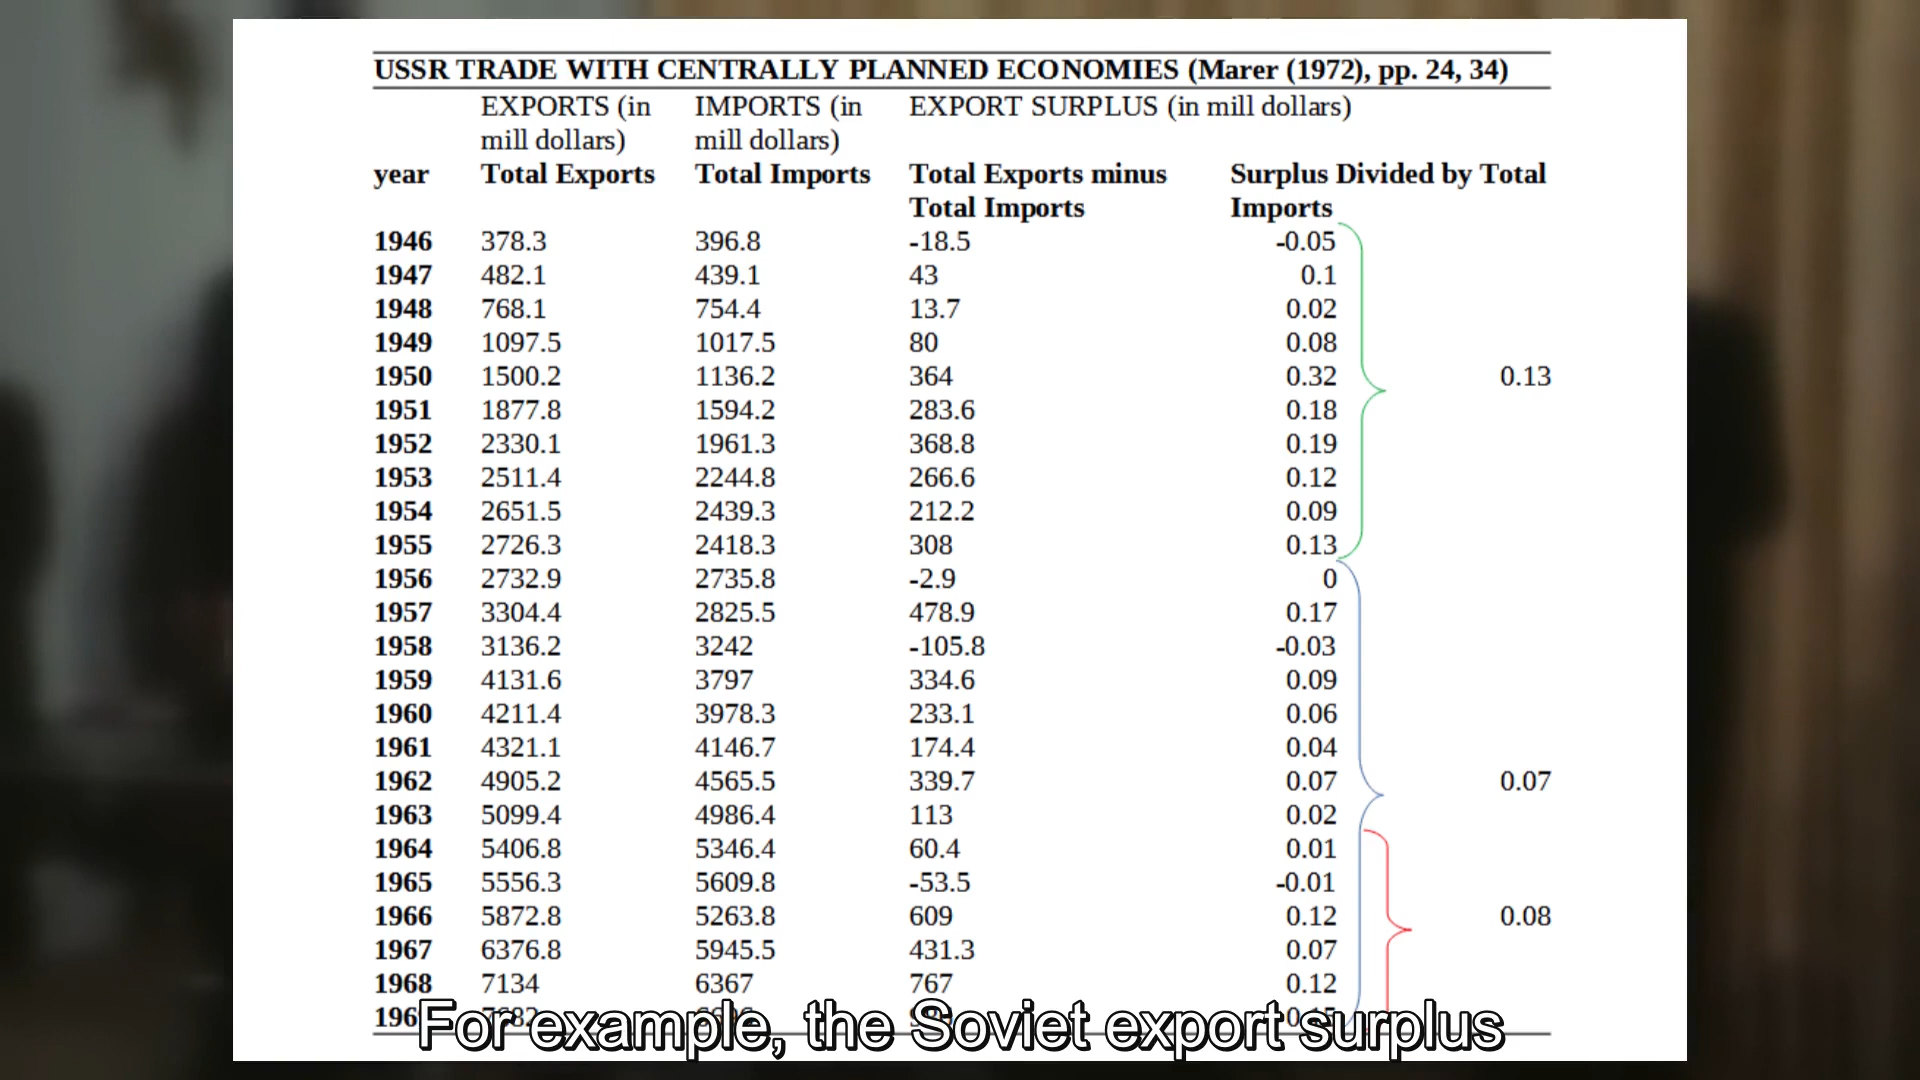 USSR TRADE WITH CENTRALLY PLANNED ECONOMIES (Marer (1972), pp. 24, 34)
EXPORTS (in mill dollars) IMPORTS (in mill dollars) EXPORT SURPLUS (in mill dollars)
year Total Exports Total Imports Total Exports minus Total Imports Surplus Divided by Total Imports
1946 378.3 396.8 -18.5 -0.05
1947 482.1 439.1 43 0.1
1948 768.1 754.4 13.7 0.02
1949 1097.5 1017.5 80 0.08
1950 1500.2 1136.2 364 0.32 0.13
1951 1877.8 1594.2 283.6 0.18
1952 2330.1 1961.3 368.8 0.19
1953 2511.4 2244.8 266.6 0.12
1954 2651.5 2439.3 212.2 0.09
1955 2726.3 2418.3 308 0.13
1956 2732.9 2735.8 -2.9 0
1957 3304.4 2825.5 478.9 0.17
1958 3136.2 3242 -105.8 -0.03
1959 4131.6 3797 334.6 0.09
1960 4211.4 3978.3 233.1 0.06
1961 4321.1 4146.7 174.4 0.04
1962 4905.2 4565.5 339.7 0.07 0.07
1963 5099.4 4986.4 113 0.02
1964 5406.8 5346.4 60.4 0.01
1965 5556.3 5609.8 -53.5 -0.01
1966 5872.8 5263.8 609 0.12 0.08
1967 6376.8 5945.5 431.3 0.07
1968 7134 6367 767 0.12
For example, the Soviet export surplus